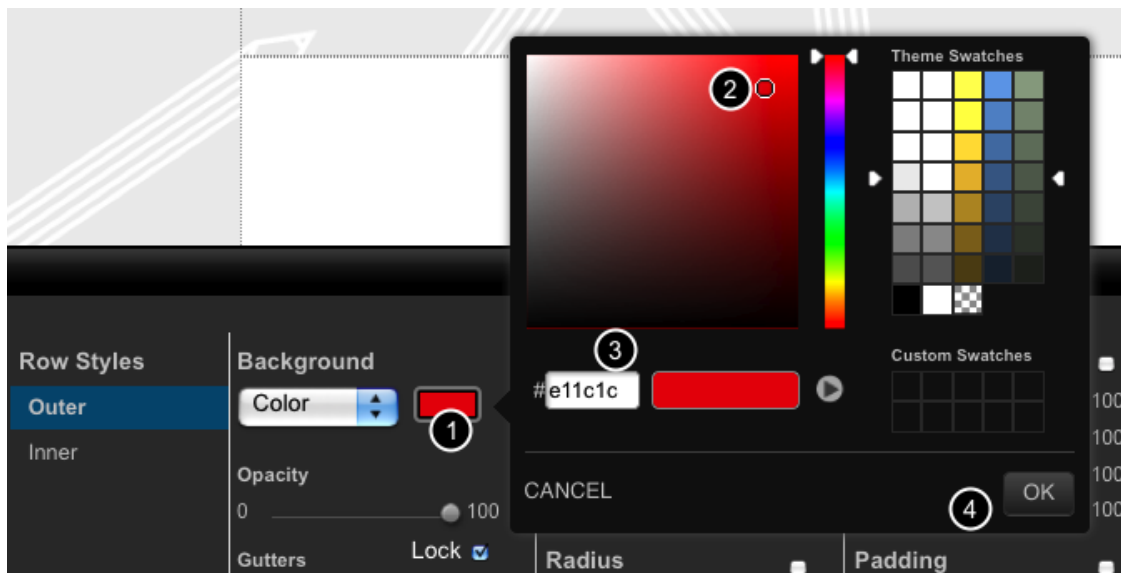 2
Theme Swatches
3
Row Styles
Background
Custom Swatches
#e11c1c
Outer
Color
1
100
Inner
100
Opacity
CANCEL
OK
100
0
100
4
100
Gutters
Lock
Radius
Padding